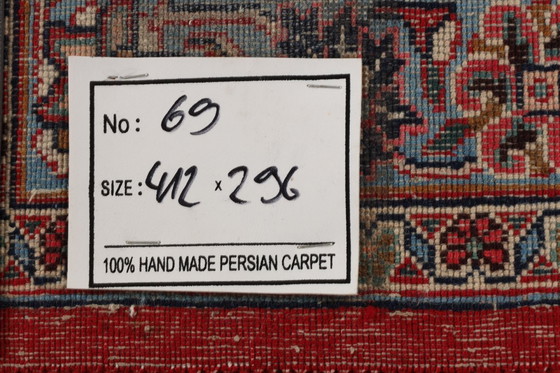 No: 69
SIZE: 412 x 296
100% HAND MADE PERSIAN CARPET